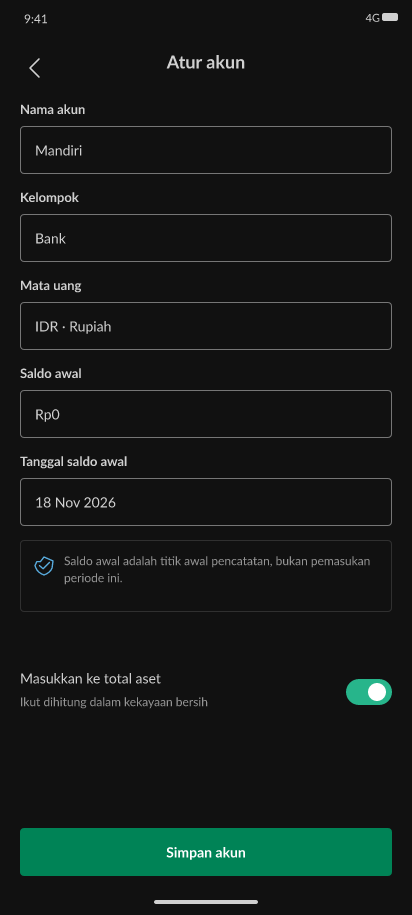 9:41
4G
Atur akun
Nama akun
Mandiri
Kelompok
Bank
Mata uang
IDR · Rupiah
Saldo awal
Rp0
Tanggal saldo awal
18 Nov 2026
Saldo awal adalah titik awal pencatatan, bukan pemasukan
periode ini.
Masukkan ke total aset
Ikut dihitung dalam kekayaan bersih
Simpan akun